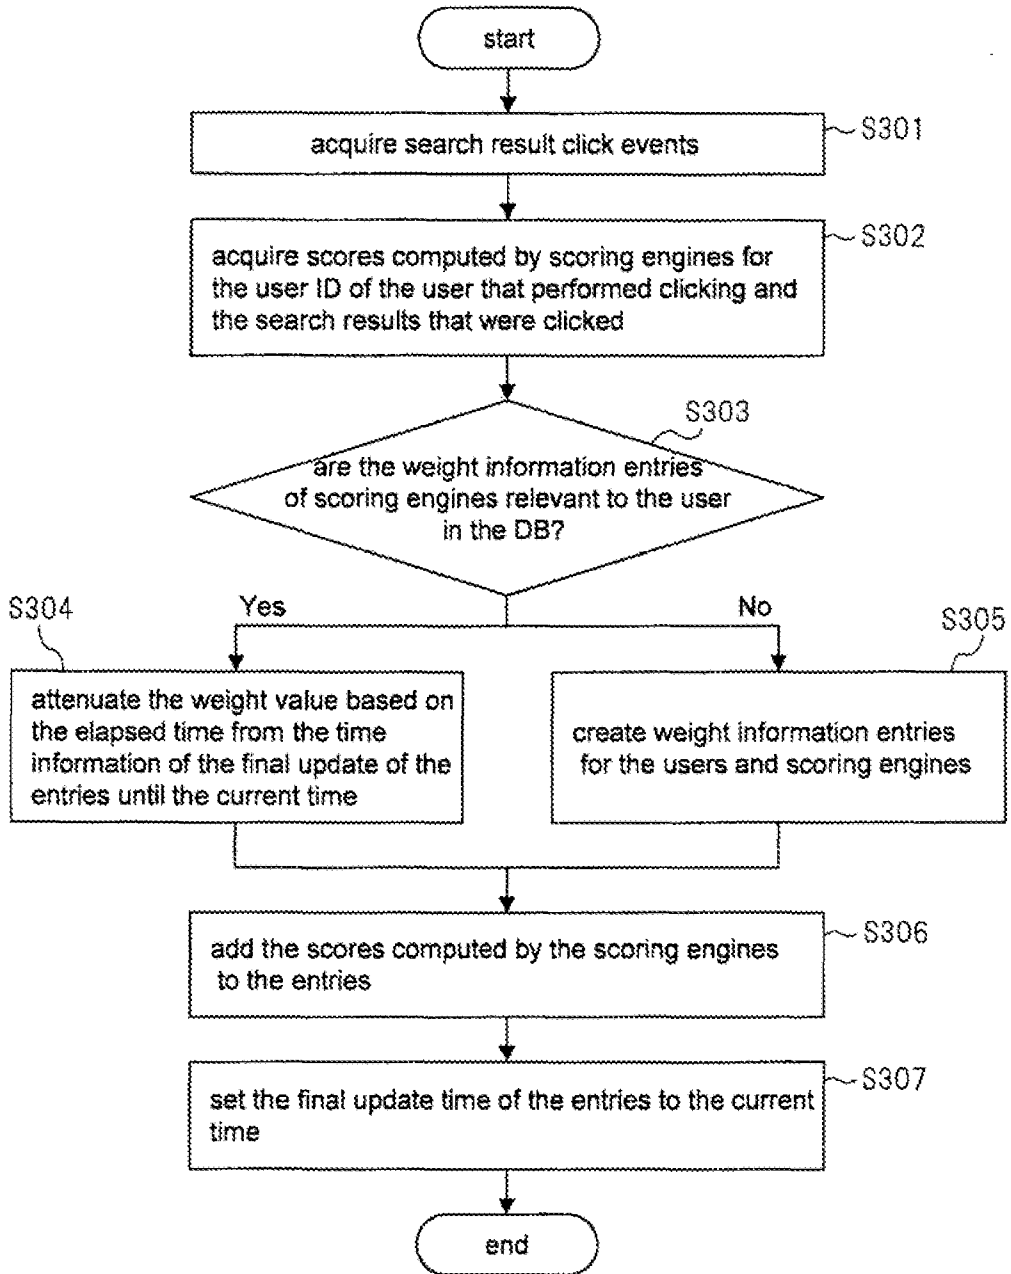 start
acquire search result click events
S301
S302
acquire scores computed by scoring engines for
the user ID of the user that performed clicking and
the search results that were clicked
S303
are the weight information entries
of scoring engines relevant to the user
in the DB?
S304
Yes
No
S305
attenuate the weight value based on
the elapsed time from the time
information of the final update of the
entries until the current time
create weight information entries
for the users and scoring engines
S306
add the scores computed by the scoring engines
to the entries
S307
set the final update time of the entries to the current
time
end